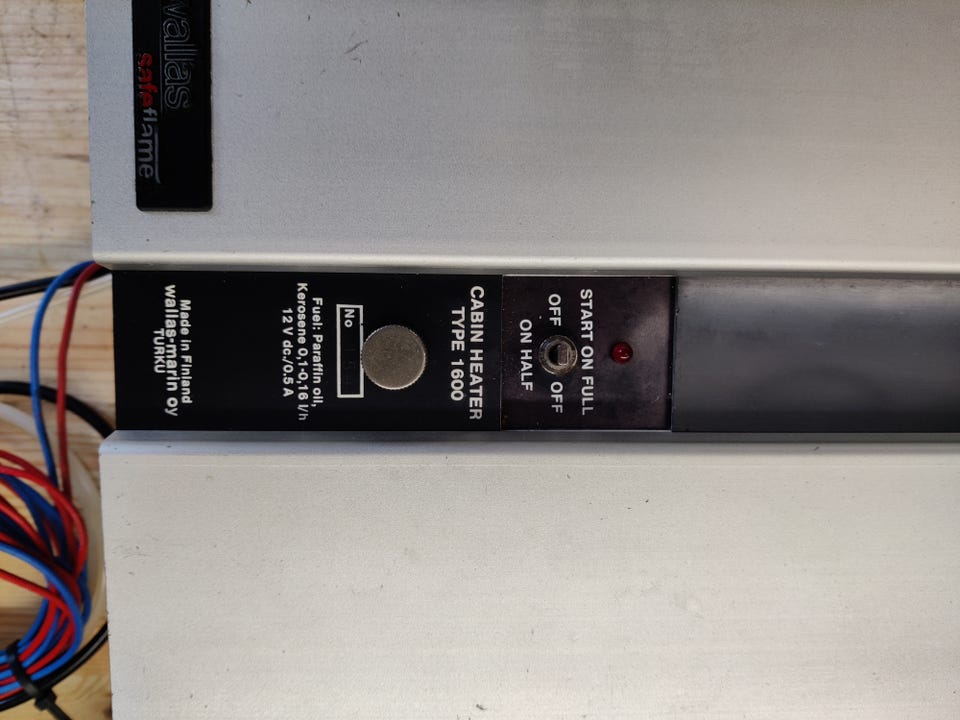 START ON FULL
OFF OFF
ON HALF
CABIN HEATER
TYPE 1600
No
Fuel: Paraffin oil,
Kerosene 0,1-0,16 l/h
12V dc./0.5 A
Made in Finland
wallas-marin Oy
TURKU
wallas
safeflame